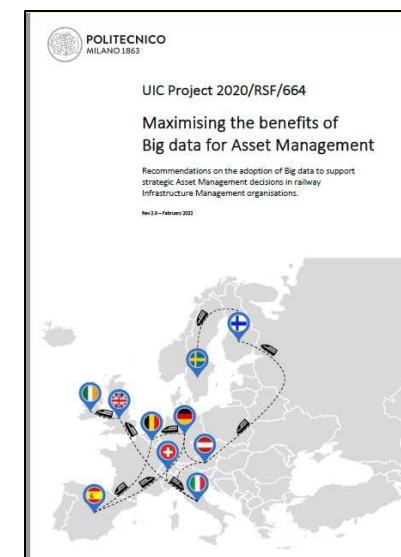 POLITECNICO
MILANO 1863
UIC Project 2020/RSF/664
Maximising the benefits of
Big data for Asset Management
Recommendations on the adoption of Big data to support
strategic Asset Management decisions in railway
Infrastructure Management organisations.
Rev 2.0 – February 2022